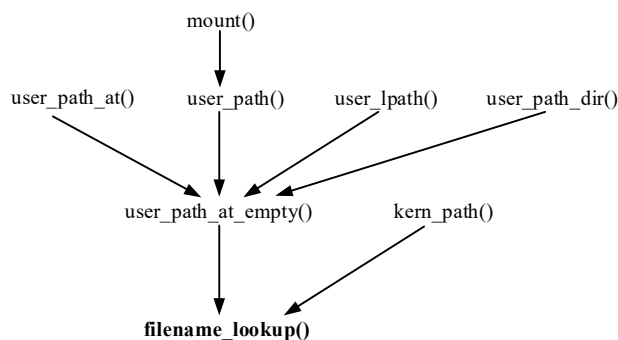 mount()
user_path_at() user_path() user_lpath() user_path_dir()
user_path_at_empty() kern_path()
filename_lookup()